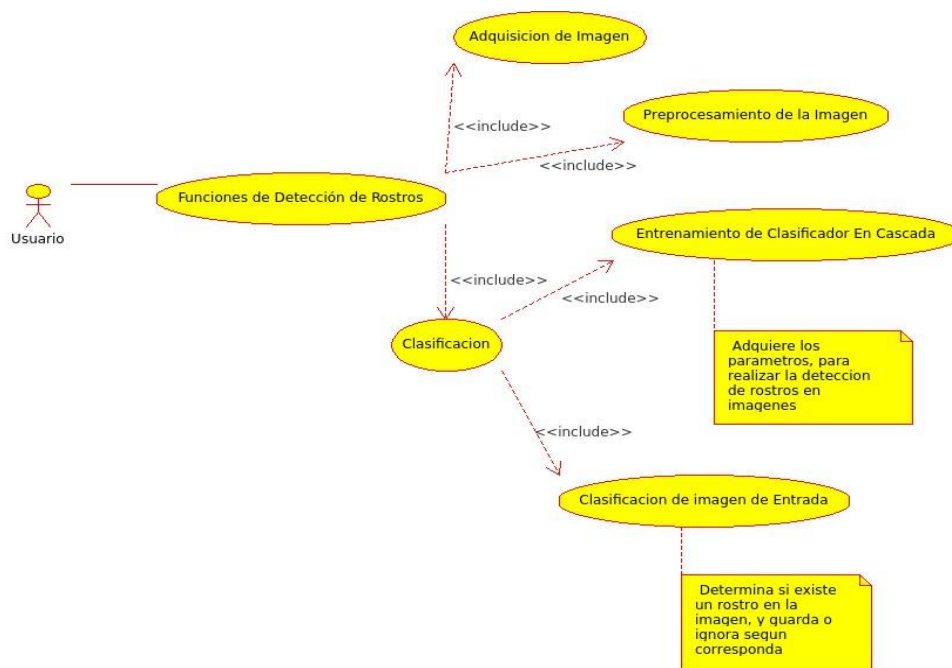 Adquisicion de Imagen
<<include>>
Preprocesamiento de la Imagen
<<include>>
Funciones de Detección de Rostros
Usuario
Entrenamiento de Clasificador En Cascada
<<include>>
<<include>>
Clasificacion
Adquiere los
parametros, para
realizar la deteccion
de rostros en
imagenes
<<include>>
Clasificacion de imagen de Entrada
Determina si existe
un rostro en la
imagen, y guarda o
ignora segun
corresponda